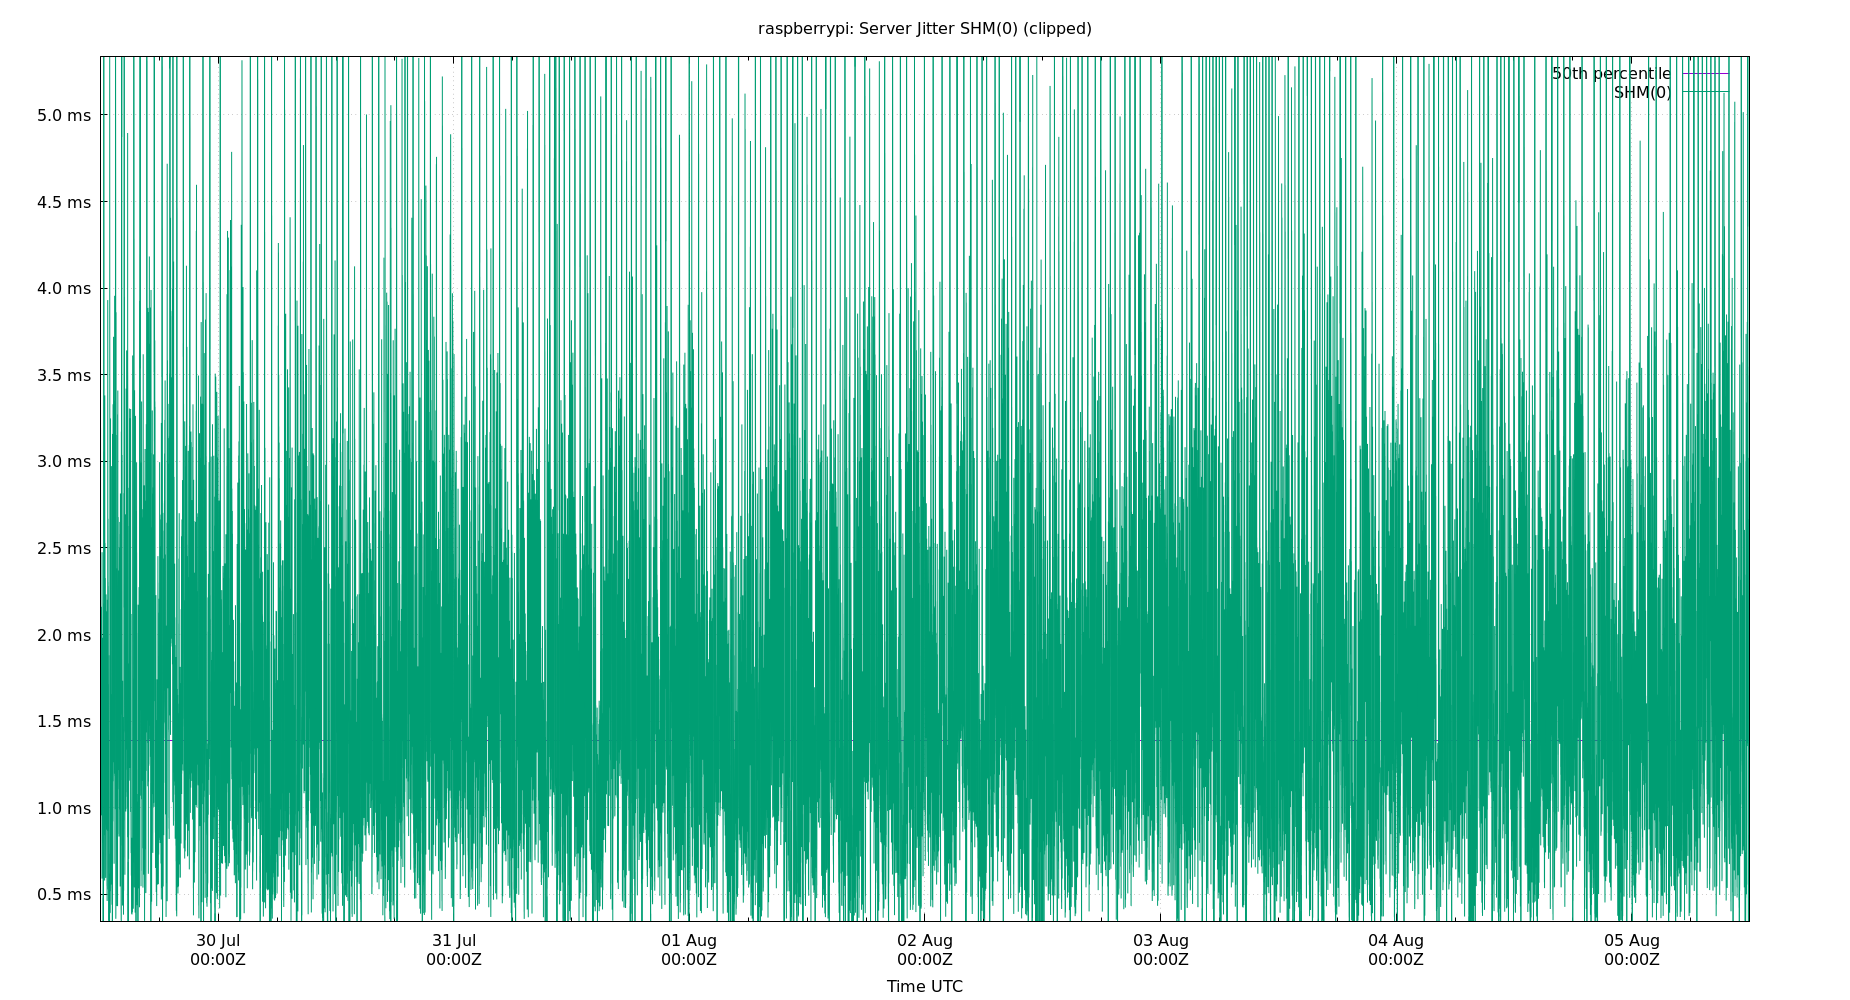 raspberrypi: Server Jitter SHM(0) (clipped)
50th percentile
SHM(0)
5.0 ms
4.5 ms
4.0 ms
3.5 ms
3.0 ms
2.5 ms
2.0 ms
1.5 ms
1.0 ms
0.5 ms
30 Jul 31 Jul 01 Aug 02 Aug 03 Aug 04 Aug 05 Aug
00:00Z 00:00Z 00:00Z 00:00Z 00:00Z 00:00Z 00:00Z
Time UTC